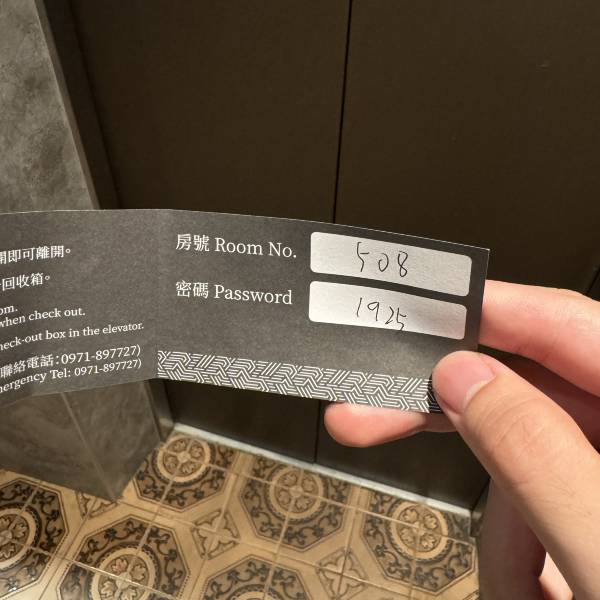 開即可離開。
回收箱。
om.
when check out.
heck-out box in the elevator.
聯絡電話：0971-897727)
mergency Tel: 0971-897727)
房號 Room No. 508
密碼 Password 1925